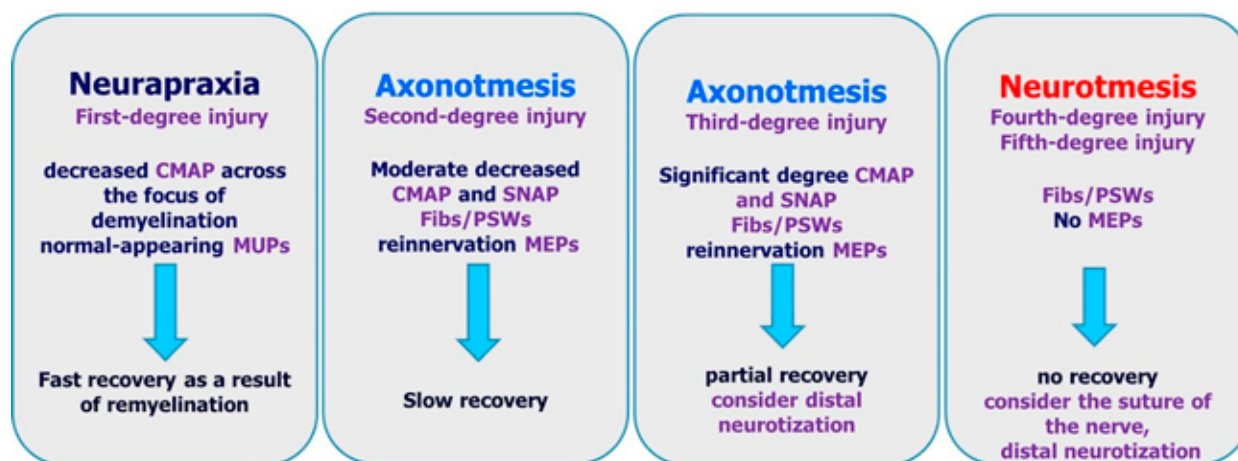 Neurapraxia
First-degree injury
decreased CMAP across
the focus of
demyelination
normal-appearing MUPs
Fast recovery as a result
of remyelination
Axonotmesis
Second-degree injury
Moderate decreased
CMAP and SNAP
Fibs/PSWs
reinnervation MEPs
Slow recovery
Axonotmesis
Third-degree injury
Significant degree CMAP
and SNAP
Fibs/PSWs
reinnervation MEPs
partial recovery
consider distal
neurotization
Neurotmesis
Fourth-degree injury
Fifth-degree injury
Fibs/PSWs
No MEPs
no recovery
consider the suture of
the nerve,
distal neurotization